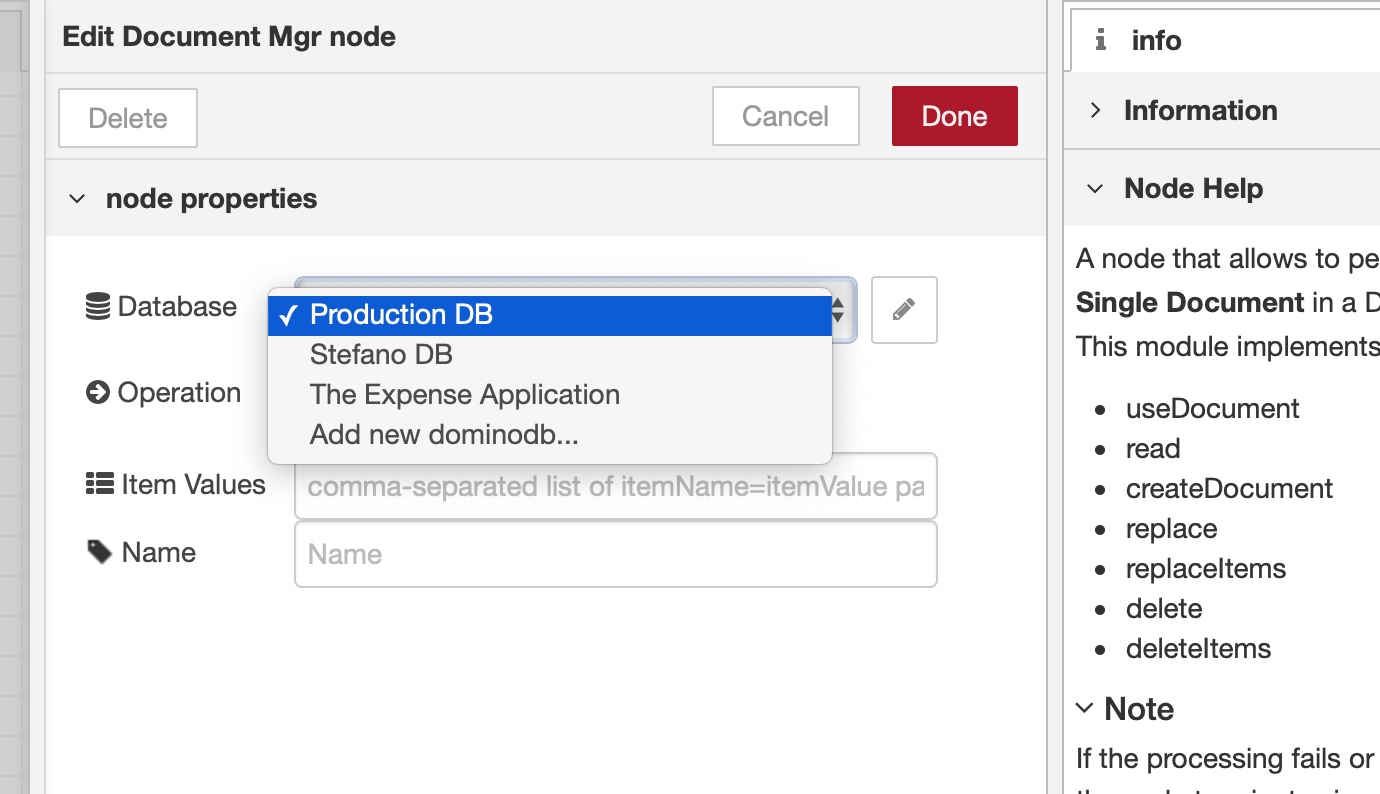 Edit Document Mgr node
Delete
Cancel
Done
node properties
Database
Production DB
Stefano DB
The Expense Application
Add new dominodb...
Operation
Item Values
comma-separated list of itemName=itemValue pa
Name
Name
info
Information
Node Help
A node that allows to pe
Single Document in a D
This module implements
useDocument
read
createDocument
replace
replaceItems
delete
deleteItems
Note
If the processing fails or